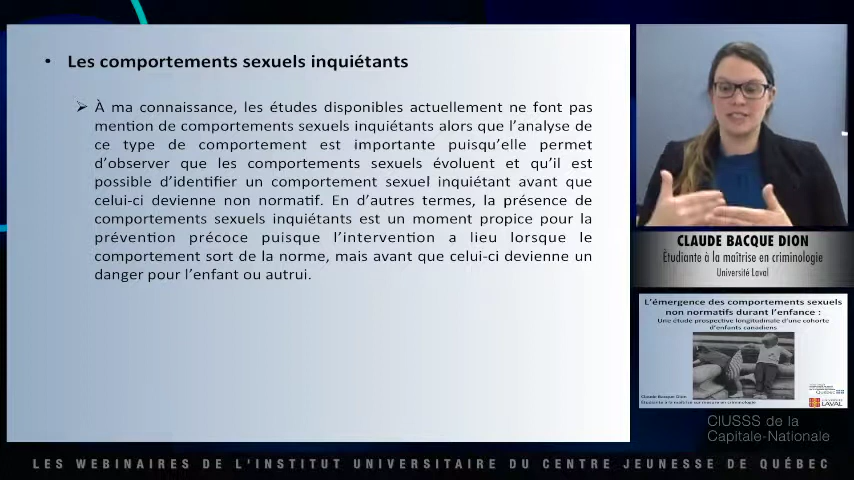 • Les comportements sexuels inquiétants
➢ À ma connaissance, les études disponibles actuellement ne font pas
mention de comportements sexuels inquiétants alors que l’analyse de
ce type de comportement est importante puisqu’elle permet
d’observer que les comportements sexuels évoluent et qu’il est
possible d’identifier un comportement sexuel inquiétant avant que
celui-ci devienne non normatif. En d’autres termes, la présence de
comportements sexuels inquiétants est un moment propice pour la
prévention précoce puisque l’intervention a lieu lorsque le
comportement sort de la norme, mais avant que celui-ci devienne un
danger pour l’enfant ou autrui.
CLAUDE BACQUE DION
Étudiante à la maîtrise en criminologie
Université Laval
L’émergence des comportements sexuels
non normatifs durant l’enfance :
Une étude prospective longitudinale d’une cohorte
d’enfants canadiens
Claude Bacque Dion
Québec
UNIVERSITÉ
LAVAL
CIUSSS de la
Capitale-Nationale
LES WEBINAIRES DE L'INSTITUT UNIVERSITAIRE DU CENTRE JEUNESSE DE QUÉBEC